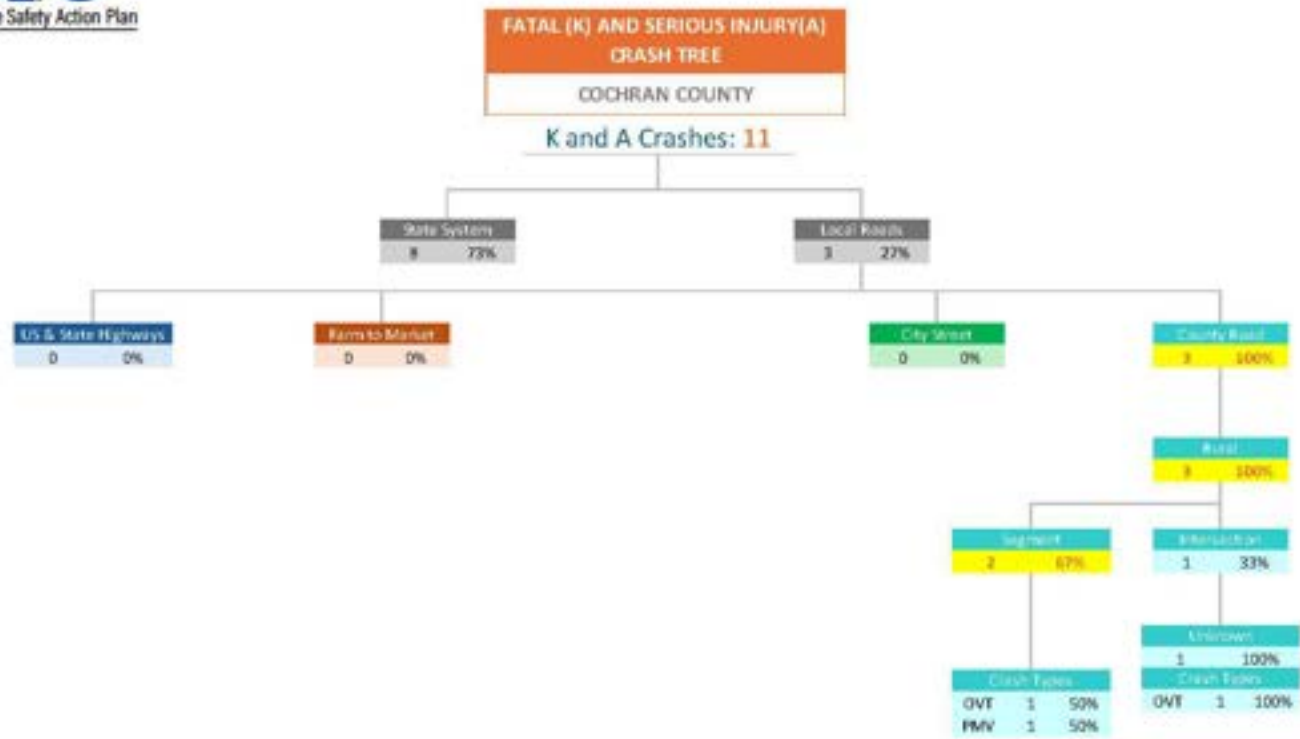 Safety Action Plan
FATAL (K) AND SERIOUS INJURY(A)
CRASH TREE
COCHRAN COUNTY
K and A Crashes: 11
State System
8 73%
Local Roads
3 27%
US & State Highways
0 0%
Farm to Market
0 0%
City Street
0 0%
County Road
3 100%
Rural
3 100%
Segment
2 67%
Intersection
1 33%
Unknown
1 100%
Crash Types
OVT 1 50%
PMV 1 50%
Crash Types
OVT 1 100%